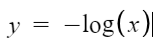 y = −log(x)